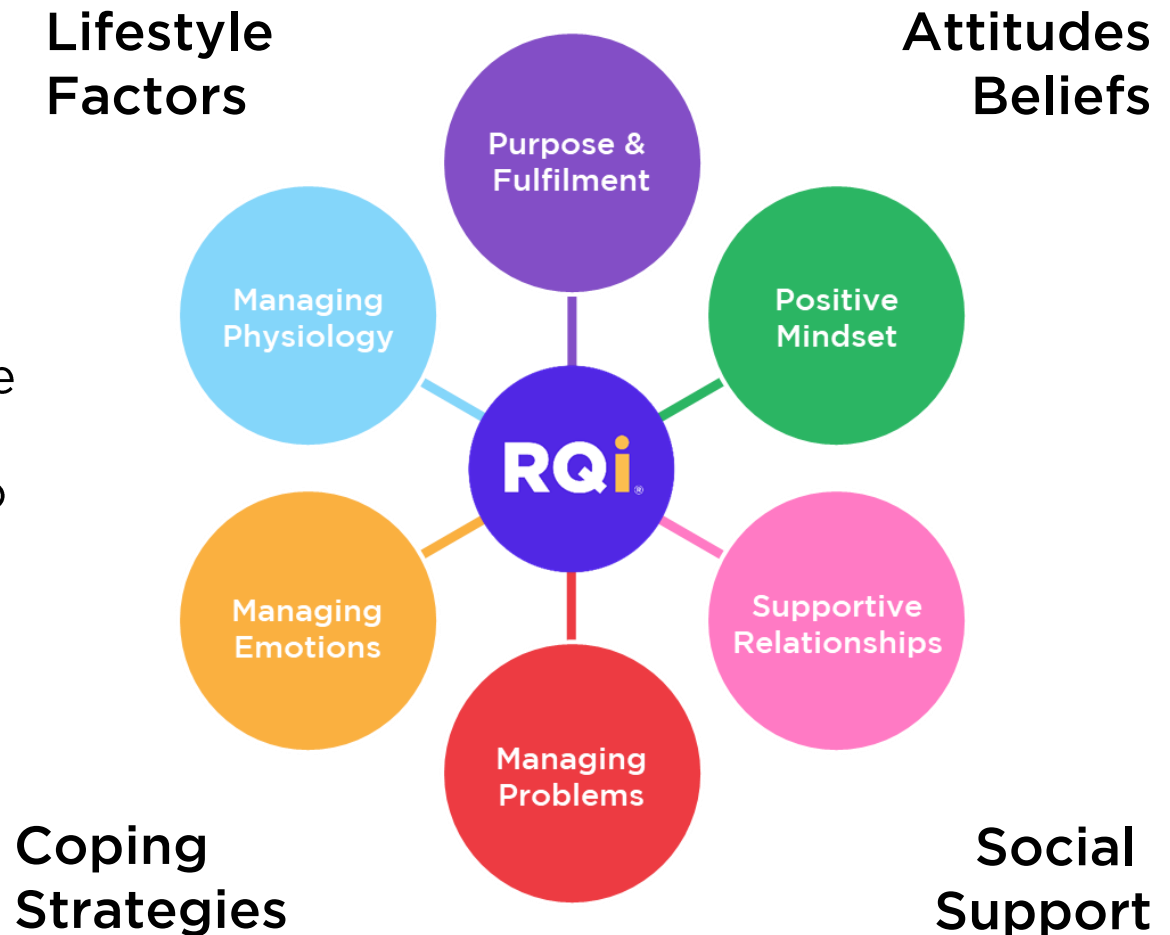 Lifestyle
Factors
Attitudes
Beliefs
Purpose &
Fulfilment
Managing
Physiology
Positive
Mindset
e
RQi®
Managing
Emotions
Supportive
Relationships
Managing
Problems
Coping
Strategies
Social
Support